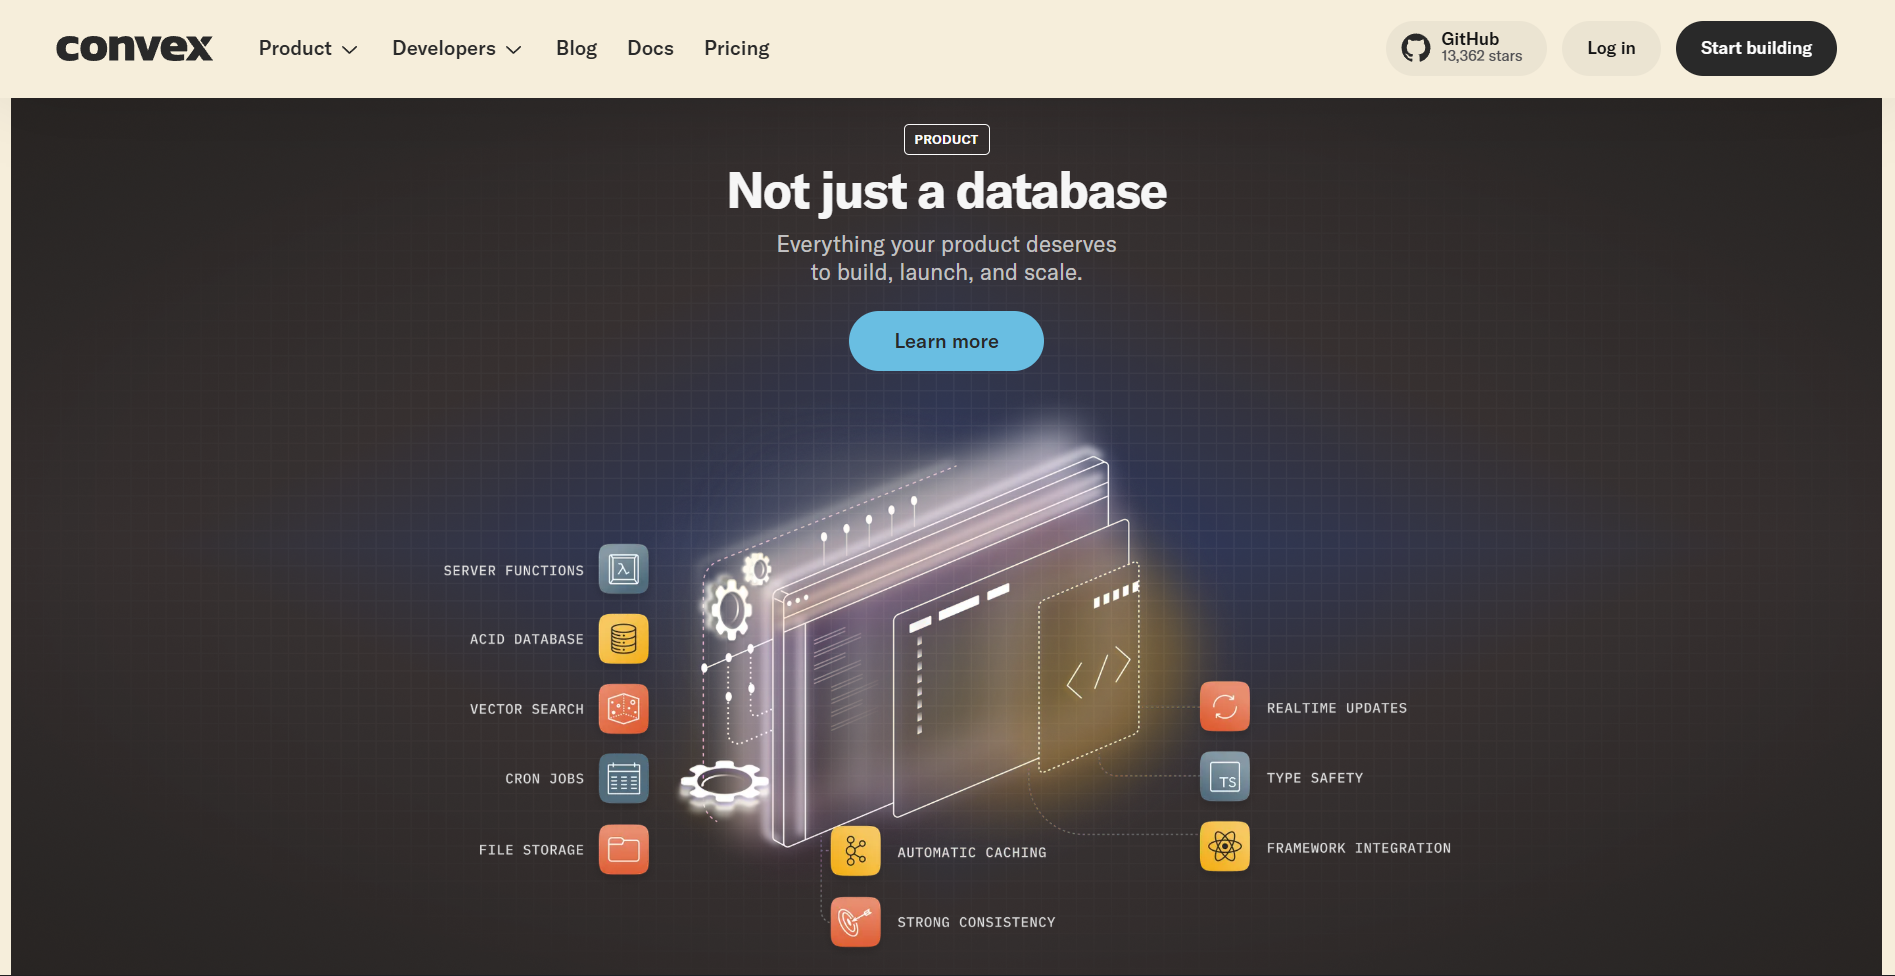 convex
Product
Developers
Blog
Docs
Pricing
GitHub
13,362 stars
Log in
Start building
PRODUCT
Not just a database
Everything your product deserves
to build, launch, and scale.
Learn more
SERVER FUNCTIONS
λ
ACID DATABASE
VECTOR SEARCH
CRON JOBS
FILE STORAGE
</>
AUTOMATIC CACHING
STRONG CONSISTENCY
REALTIME UPDATES
TS
TYPE SAFETY
FRAMEWORK INTEGRATION